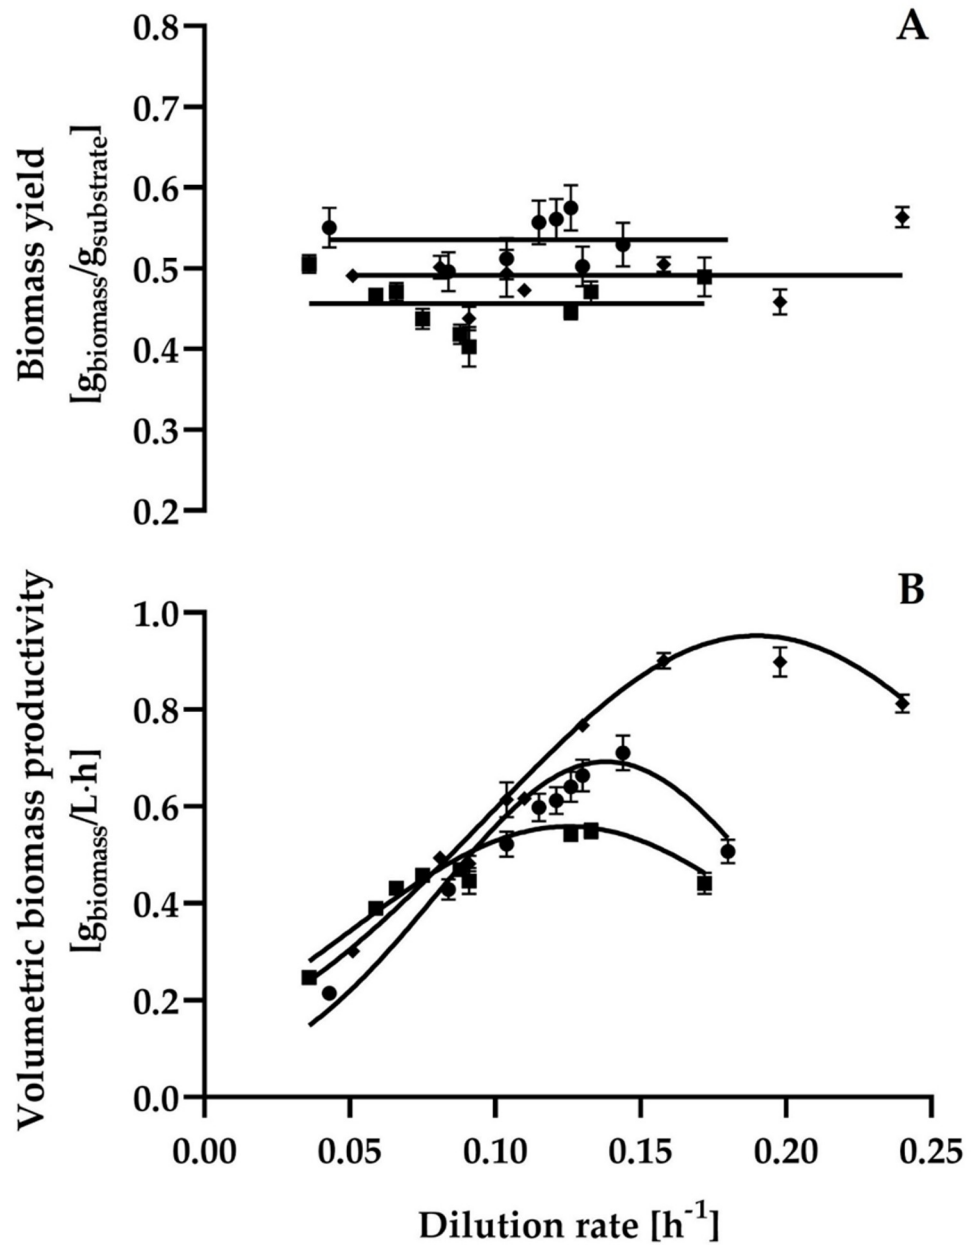 A
0.8
0.7
0.6
0.5
0.4
0.3
0.2
Biomass yield
[gbiomass/gsubstrate]
B
1.0
0.8
0.6
0.4
0.2
0.0
Volumetric biomass productivity
[gbiomass/L·h]
0.00 0.05 0.10 0.15 0.20 0.25
Dilution rate [h-1]